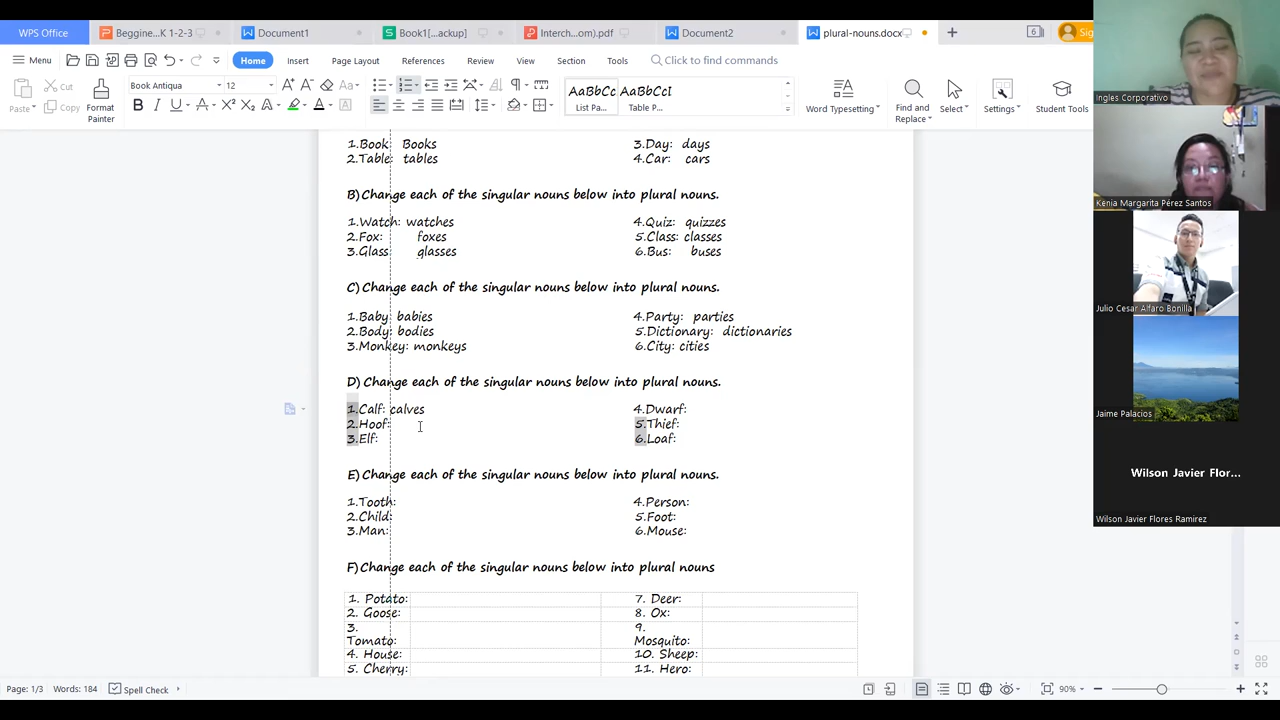 WPS Office
Beggine...K 1-2-3
Document1
Book1[...ackup]
Interch...om).pdf
Document2
plural-nouns.docx
Menu
Home
Insert
Page Layout
References
Review
View
Section
Tools
Click to find commands
Paste
Cut
Copy
Format Painter
Book Antiqua
12
AaBbCc
List Pa...
AaBbCcI
Table P...
Word Typesetting
Find and Replace
Select
Settings
Student Tools
1.Book: Books
2.Table: tables
3.Day: days
4.Car: cars
B)Change each of the singular nouns below into plural nouns.
1.Watch: watches
2.Fox: foxes
3.Glass: glasses
4.Quiz: quizzes
5.Class: classes
6.Bus: buses
C)Change each of the singular nouns below into plural nouns.
1.Baby: babies
2.Body: bodies
3.Monkey: monkeys
4.Party: parties
5.Dictionary: dictionaries
6.City: cities
D) Change each of the singular nouns below into plural nouns.
1.Calf: calves
2.Hoof:
3.Elf:
4.Dwarf:
5.Thief:
6.Loaf:
E) Change each of the singular nouns below into plural nouns.
1.Tooth:
2.Child:
3.Man:
4.Person:
5.Foot:
6.Mouse:
F)Change each of the singular nouns below into plural nouns
1. Potato:
2. Goose:
3.
Tomato:
4. House:
5. Cherry:
7. Deer:
8. Ox:
9.
Mosquito:
10. Sheep:
11. Hero:
Page: 1/3
Words: 184
Spell Check
90%
Ingles Corporativo
Kenia Margarita Pérez Santos
Julio Cesar Alfaro Bonilla
Jaime Palacios
Wilson Javier Flor...
Wilson Javier Flores Ramirez